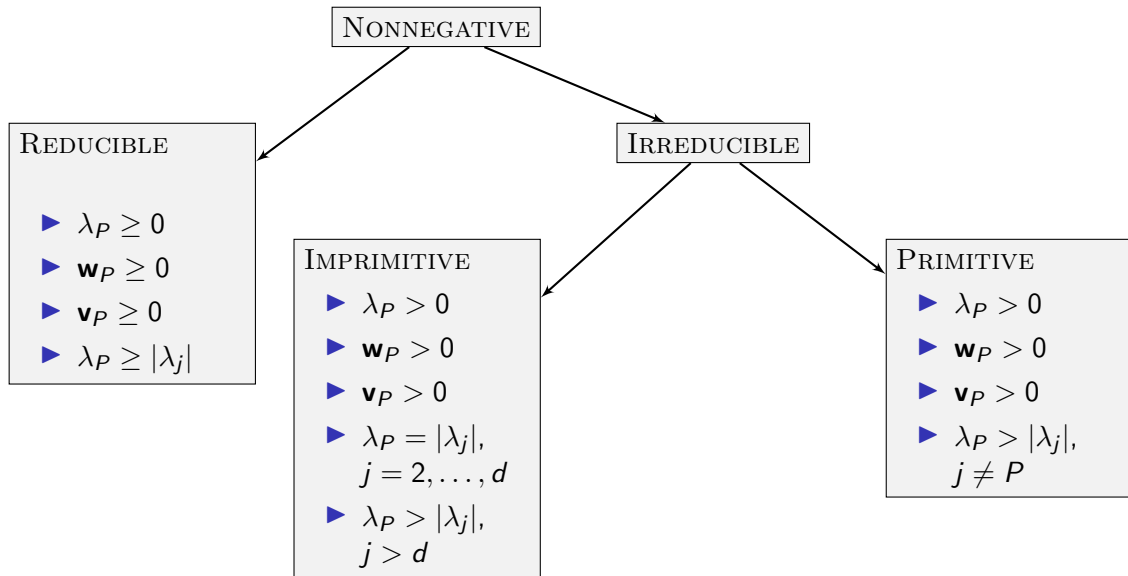 Nonnegative
Reducible
▶ λ_P ≥ 0
▶ 𝐰_P ≥ 0
▶ 𝐯_P ≥ 0
▶ λ_P ≥ |λ_j|
Irreducible
Imprimitive
▶ λ_P > 0
▶ 𝐰_P > 0
▶ 𝐯_P > 0
▶ λ_P = |λ_j|,
j = 2, . . . , d
▶ λ_P > |λ_j|,
j > d
Primitive
▶ λ_P > 0
▶ 𝐰_P > 0
▶ 𝐯_P > 0
▶ λ_P > |λ_j|,
j ≠ P